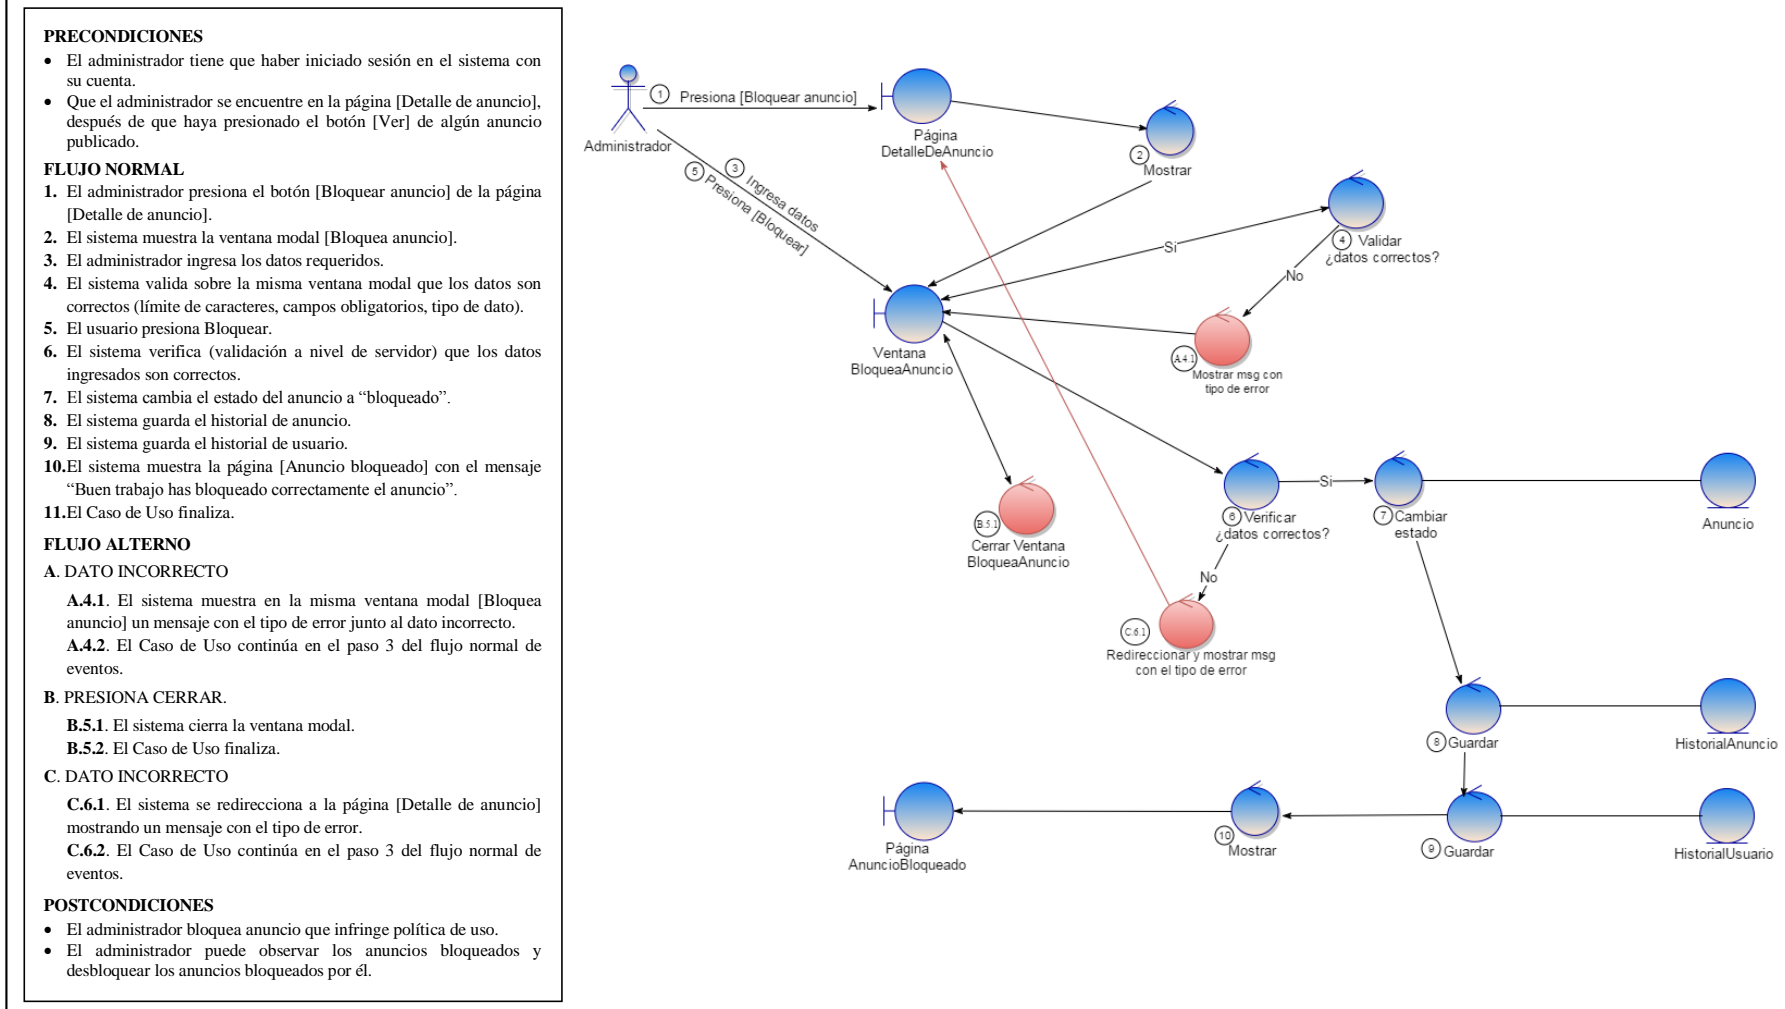 PRECONDICIONES
• El administrador tiene que haber iniciado sesión en el sistema con
su cuenta.
• Que el administrador se encuentre en la página [Detalle de anuncio],
después de que haya presionado el botón [Ver] de algún anuncio
publicado.
FLUJO NORMAL
1. El administrador presiona el botón [Bloquear anuncio] de la página
[Detalle de anuncio].
2. El sistema muestra la ventana modal [Bloquea anuncio].
3. El administrador ingresa los datos requeridos.
4. El sistema valida sobre la misma ventana modal que los datos son
correctos (límite de caracteres, campos obligatorios, tipo de dato).
5. El usuario presiona Bloquear.
6. El sistema verifica (validación a nivel de servidor) que los datos
ingresados son correctos.
7. El sistema cambia el estado del anuncio a “bloqueado”.
8. El sistema guarda el historial de anuncio.
9. El sistema guarda el historial de usuario.
10.El sistema muestra la página [Anuncio bloqueado] con el mensaje
“Buen trabajo has bloqueado correctamente el anuncio”.
11.El Caso de Uso finaliza.
FLUJO ALTERNO
A. DATO INCORRECTO
A.4.1. El sistema muestra en la misma ventana modal [Bloquea
anuncio] un mensaje con el tipo de error junto al dato incorrecto.
A.4.2. El Caso de Uso continúa en el paso 3 del flujo normal de
eventos.
B. PRESIONA CERRAR.
B.5.1. El sistema cierra la ventana modal.
B.5.2. El Caso de Uso finaliza.
C. DATO INCORRECTO
C.6.1. El sistema se redirecciona a la página [Detalle de anuncio]
mostrando un mensaje con el tipo de error.
C.6.2. El Caso de Uso continúa en el paso 3 del flujo normal de
eventos.
POSTCONDICIONES
• El administrador bloquea anuncio que infringe política de uso.
• El administrador puede observar los anuncios bloqueados y
desbloquear los anuncios bloqueados por él.
1 Presiona [Bloquear anuncio]
Administrador
Página
DetalleDeAnuncio
2
Mostrar
3 Ingresa datos
5 Presiona [Bloquear]
4 Validar
¿datos correctos?
Si
No
Ventana
BloqueaAnuncio
A.4.1
Mostrar msg con
tipo de error
B.5.1
Cerrar Ventana
BloqueaAnuncio
6 Verificar
¿datos correctos?
Si
7 Cambiar
estado
Anuncio
No
C.6.1
Redireccionar y mostrar msg
con el tipo de error
8 Guardar
HistorialAnuncio
Página
AnuncioBloqueado
10
Mostrar
9 Guardar
HistorialUsuario